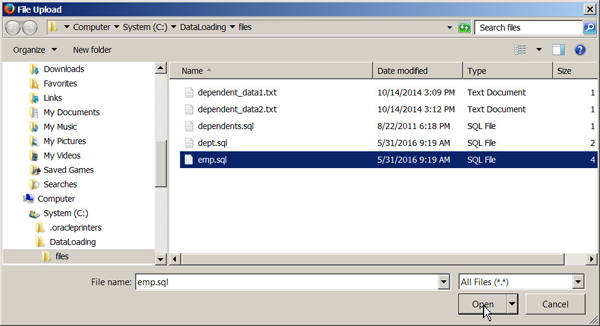 File Upload
Computer System (C:) DataLoading files
Search files
Organize New folder
Downloads
Favorites
Links
My Documents
My Music
My Pictures
My Videos
Saved Games
Searches
Computer
System (C:)
.oracleprinters
DataLoading
files
Name Date modified Type Size
dependent_data1.txt 10/14/2014 3:09 PM Text Document 1
dependent_data2.txt 10/14/2014 3:12 PM Text Document 1
dependents.sql 8/22/2011 6:18 PM SQL File 1
dept.sql 5/31/2016 9:19 AM SQL File 2
emp.sql 5/31/2016 9:19 AM SQL File 4
File name: emp.sql All Files (*.*)
Open Cancel